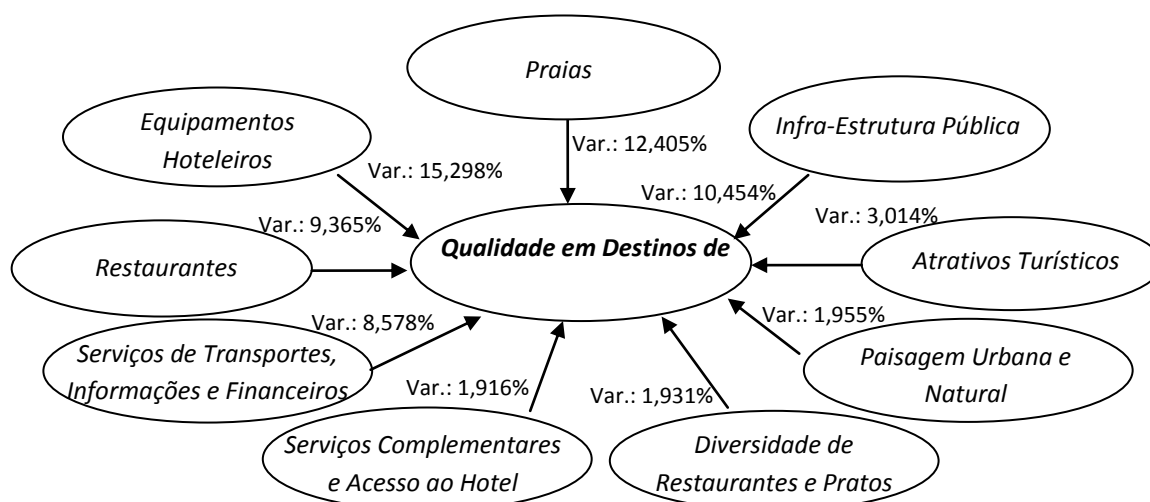 Praias
Equipamentos
Hoteleiros
Infra-Estrutura Pública
Var.: 12,405%
Var.: 15,298%
Var.: 10,454%
Var.: 9,365%
Var.: 3,014%
Qualidade em Destinos de
Restaurantes
Atrativos Turísticos
Var.: 8,578%
Var.: 1,955%
Serviços de Transportes,
Informações e Financeiros
Paisagem Urbana e
Natural
Var.: 1,916%
Var.: 1,931%
Serviços Complementares
e Acesso ao Hotel
Diversidade de
Restaurantes e Pratos